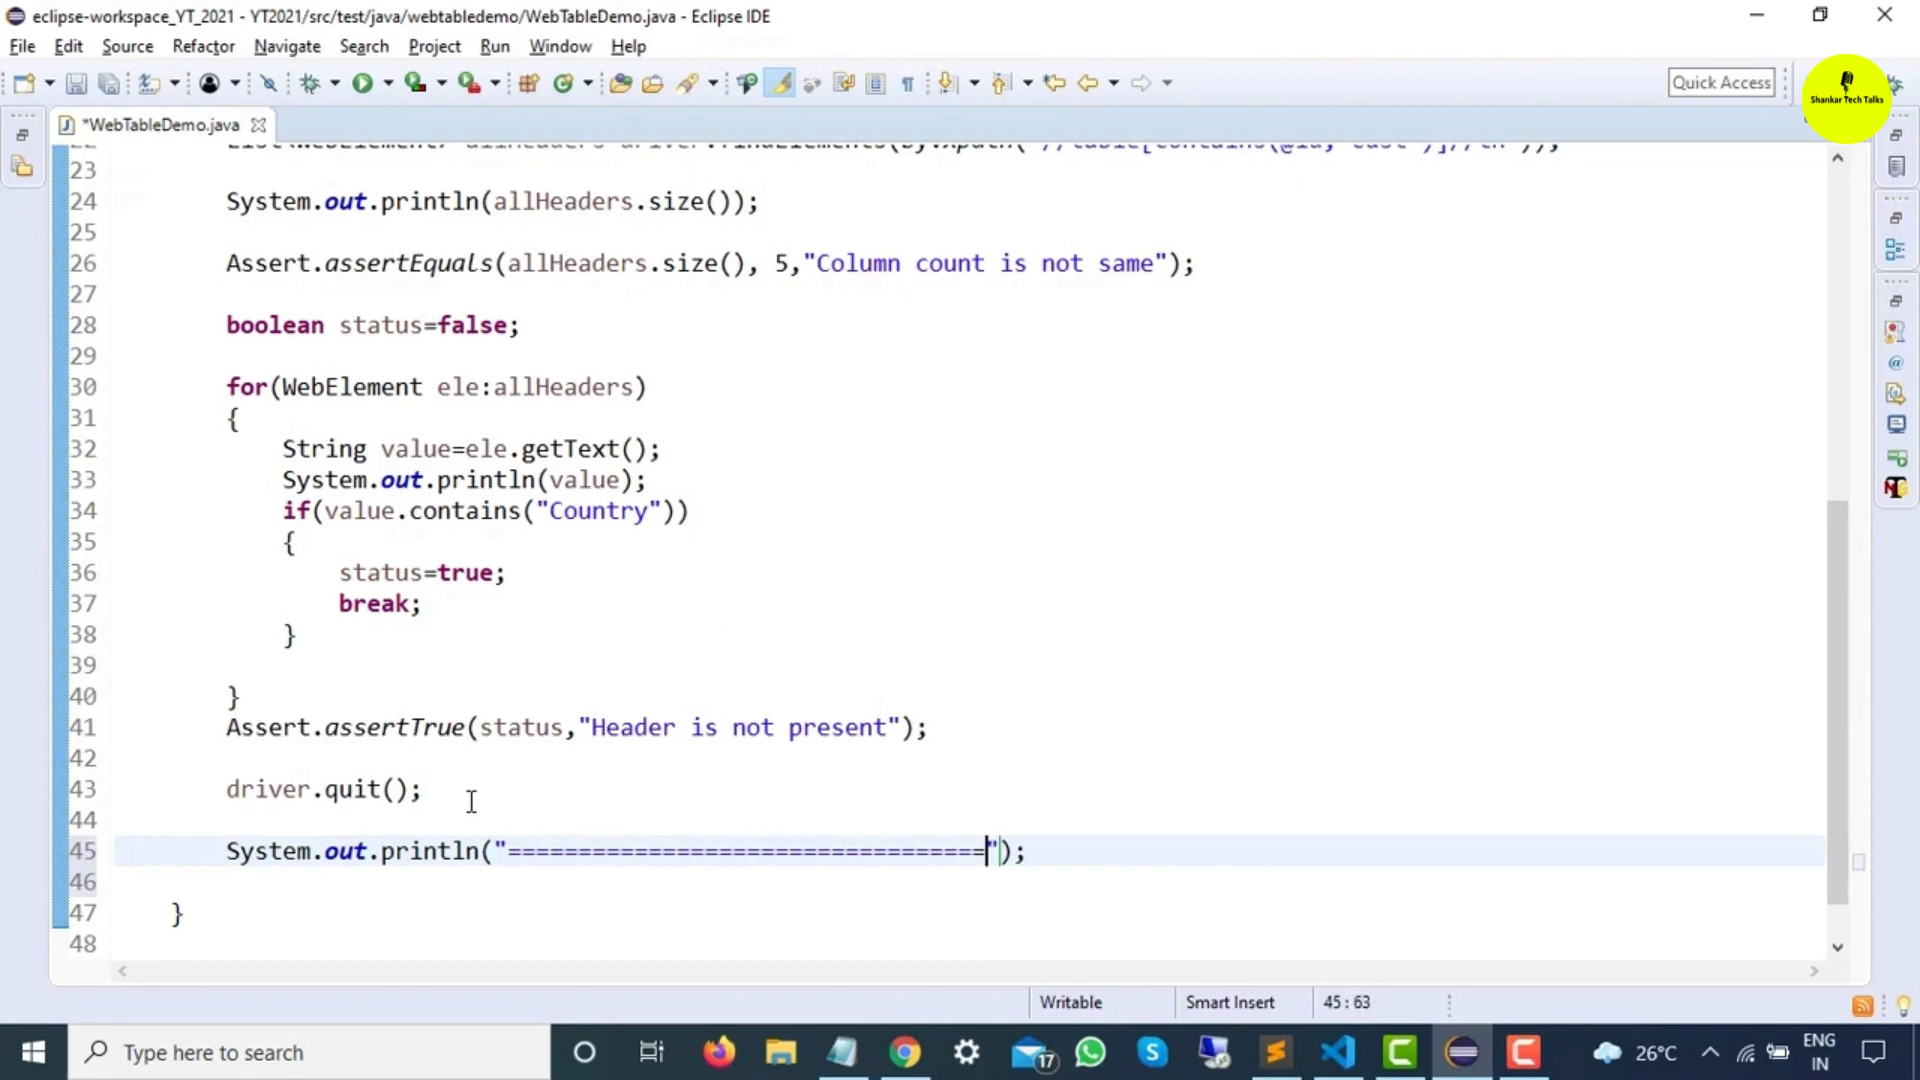 eclipse-workspace_YT_2021 - YT2021/src/test/java/webtabledemo/WebTableDemo.java - Eclipse IDE
File Edit Source Refactor Navigate Search Project Run Window Help
Quick Access
Shankar Tech Talks
*WebTableDemo.java
23
24 System.out.println(allHeaders.size());
25
26 Assert.assertEquals(allHeaders.size(), 5,"Column count is not same");
27
28 boolean status=false;
29
30 for(WebElement ele:allHeaders)
31 {
32 String value=ele.getText();
33 System.out.println(value);
34 if(value.contains("Country"))
35 {
36 status=true;
37 break;
38 }
39
40 }
41 Assert.assertTrue(status,"Header is not present");
42
43 driver.quit();
44
45 System.out.println("==================================");
46
47 }
48
Writable Smart Insert 45 : 63
Type here to search 17 26°C ENG
IN